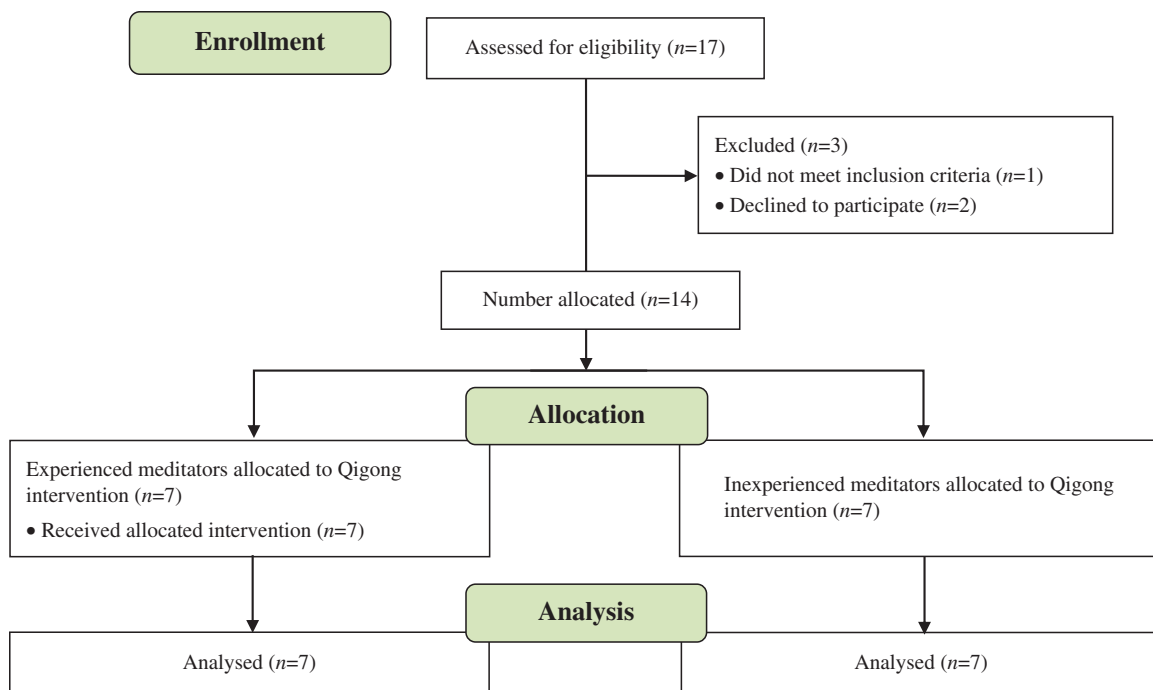 Enrollment
Assessed for eligibility (n=17)
Excluded (n=3)
• Did not meet inclusion criteria (n=1)
• Declined to participate (n=2)
Number allocated (n=14)
Allocation
Experienced meditators allocated to Qigong
intervention (n=7)
• Received allocated intervention (n=7)
Inexperienced meditators allocated to Qigong
intervention (n=7)
Analysis
Analysed (n=7)
Analysed (n=7)